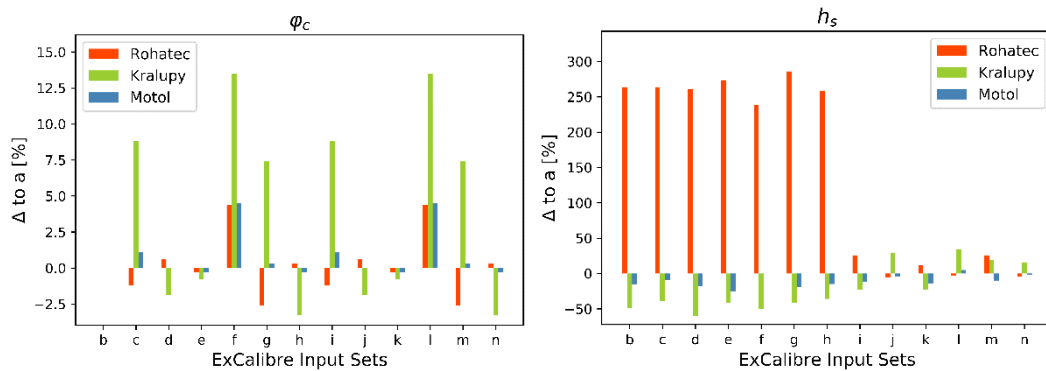 φc
15.0
12.5
10.0
7.5
5.0
2.5
0.0
−2.5
Δ to a [%]
Rohatec
Kralupy
Motol
b c d e f g h i j k l m n
ExCalibre Input Sets
hs
300
250
200
150
100
50
0
−50
Δ to a [%]
Rohatec
Kralupy
Motol
b c d e f g h i j k l m n
ExCalibre Input Sets